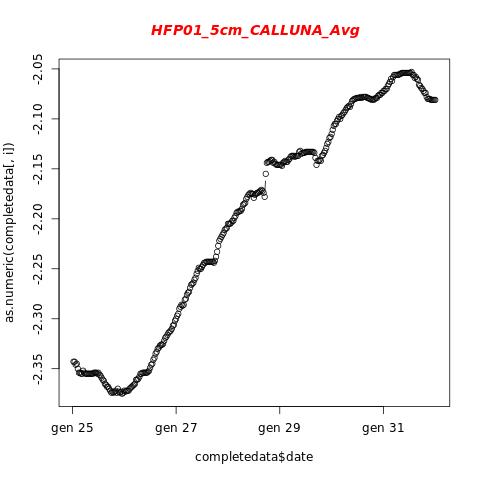 HFP01_5cm_CALLUNA_Avg
as.numeric(completedata[, i])
-2.05
-2.10
-2.15
-2.20
-2.25
-2.30
-2.35
gen 25
gen 27
gen 29
gen 31
completedata$date